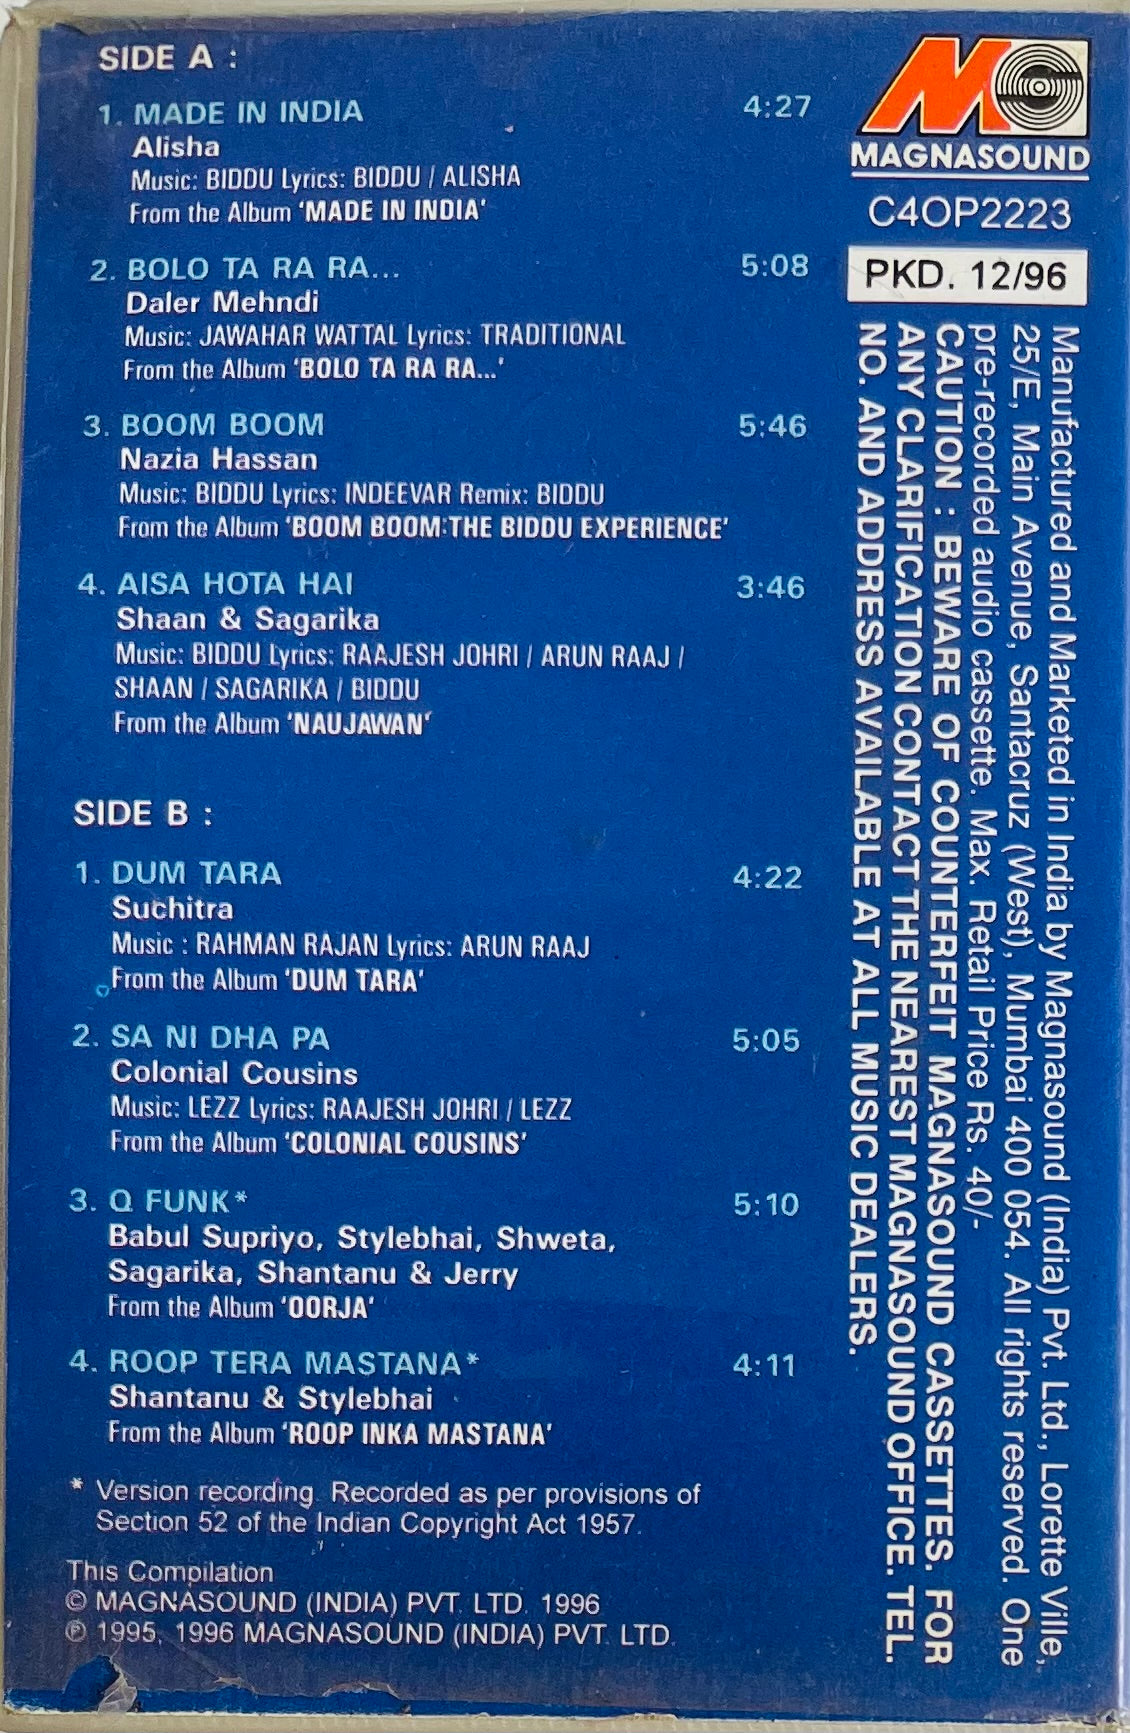 SIDE A :
1. MADE IN INDIA 4:27
Alisha
Music: BIDDU Lyrics: BIDDU / ALISHA
From the Album 'MADE IN INDIA'
2. BOLO TA RA RA... 5:08
Daler Mehndi
Music: JAWAHAR WATTAL Lyrics: TRADITIONAL
From the Album 'BOLO TA RA RA...'
3. BOOM BOOM 5:46
Nazia Hassan
Music: BIDDU Lyrics: INDEEVAR Remix: BIDDU
From the Album 'BOOM BOOM:THE BIDDU EXPERIENCE'
4. AISA HOTA HAI 3:46
Shaan & Sagarika
Music: BIDDU Lyrics: RAAJESH JOHRI / ARUN RAAJ /
SHAAN / SAGARIKA / BIDDU
From the Album 'NAUJAWAN'
SIDE B :
1. DUM TARA 4:22
Suchitra
Music : RAHMAN RAJAN Lyrics: ARUN RAAJ
From the Album 'DUM TARA'
2. SA NI DHA PA 5:05
Colonial Cousins
Music: LEZZ Lyrics: RAAJESH JOHRI / LEZZ
From the Album 'COLONIAL COUSINS'
3. Q FUNK* 5:10
Babul Supriyo, Stylebhai, Shweta,
Sagarika, Shantanu & Jerry
From the Album 'OORJA'
4. ROOP TERA MASTANA* 4:11
Shantanu & Stylebhai
From the Album 'ROOP INKA MASTANA'
* Version recording. Recorded as per provisions of
Section 52 of the Indian Copyright Act 1957.
This Compilation
© MAGNASOUND (INDIA) PVT. LTD. 1996
℗ 1995, 1996 MAGNASOUND (INDIA) PVT. LTD.
MAGNASOUND
C4OP2223
PKD. 12/96
Manufactured and Marketed in India by Magnasound (India) Pvt. Ltd., Lorette Ville,
25/E, Main Avenue, Santacruz (West), Mumbai 400 054. All rights reserved. One
pre-recorded audio cassette. Max. Retail Price Rs. 40/-
CAUTION : BEWARE OF COUNTERFEIT MAGNASOUND CASSETTES. FOR
ANY CLARIFICATION CONTACT THE NEAREST MAGNASOUND OFFICE. TEL.
NO. AND ADDRESS AVAILABLE AT ALL MUSIC DEALERS.